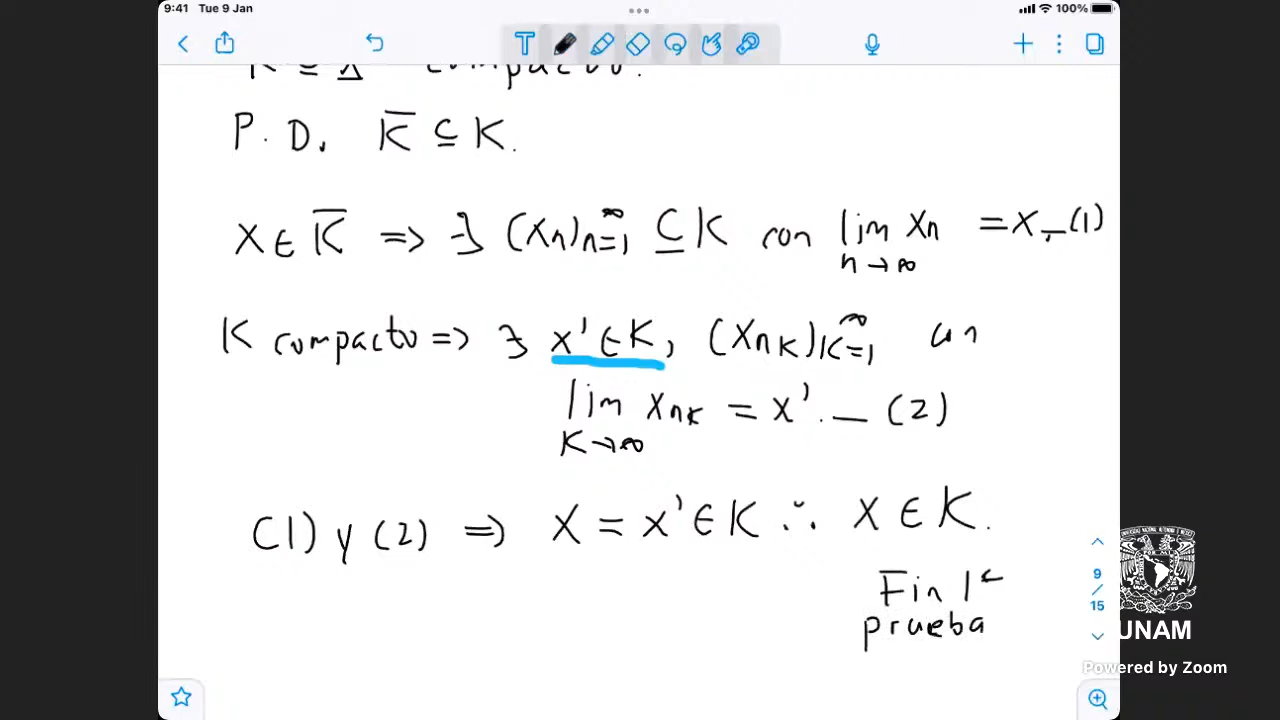 9:41 Tue 9 Jan
100%
K ⊆ X compacto.
P.D. K̅ ⊆ K.
X ∈ K̅ => ∃ (Xn)n=1^∞ ⊆ K con lim Xn = X. — (1)
n → ∞
K compacto => ∃ x' ∈ K, (XnK)K=1^∞ con
lim XnK = X'. — (2)
K → ∞
(1) y (2) => X = X' ∈ K ∴ X ∈ K.
Fin 1ª
prueba
9
/
15
UNAM
Powered by Zoom